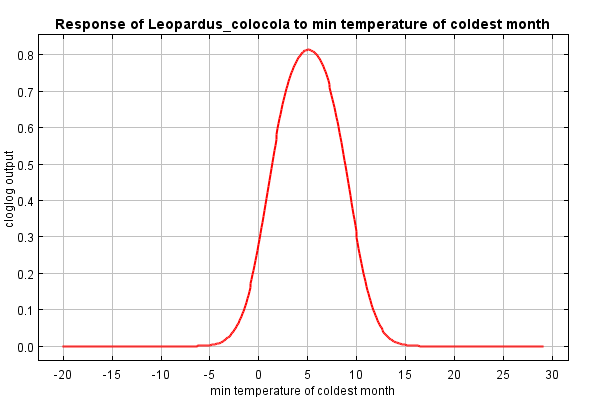 Response of Leopardus_colocola to min temperature of coldest month
cloglog output
0.8
0.7
0.6
0.5
0.4
0.3
0.2
0.1
0.0
-20 -15 -10 -5 0 5 10 15 20 25 30
min temperature of coldest month